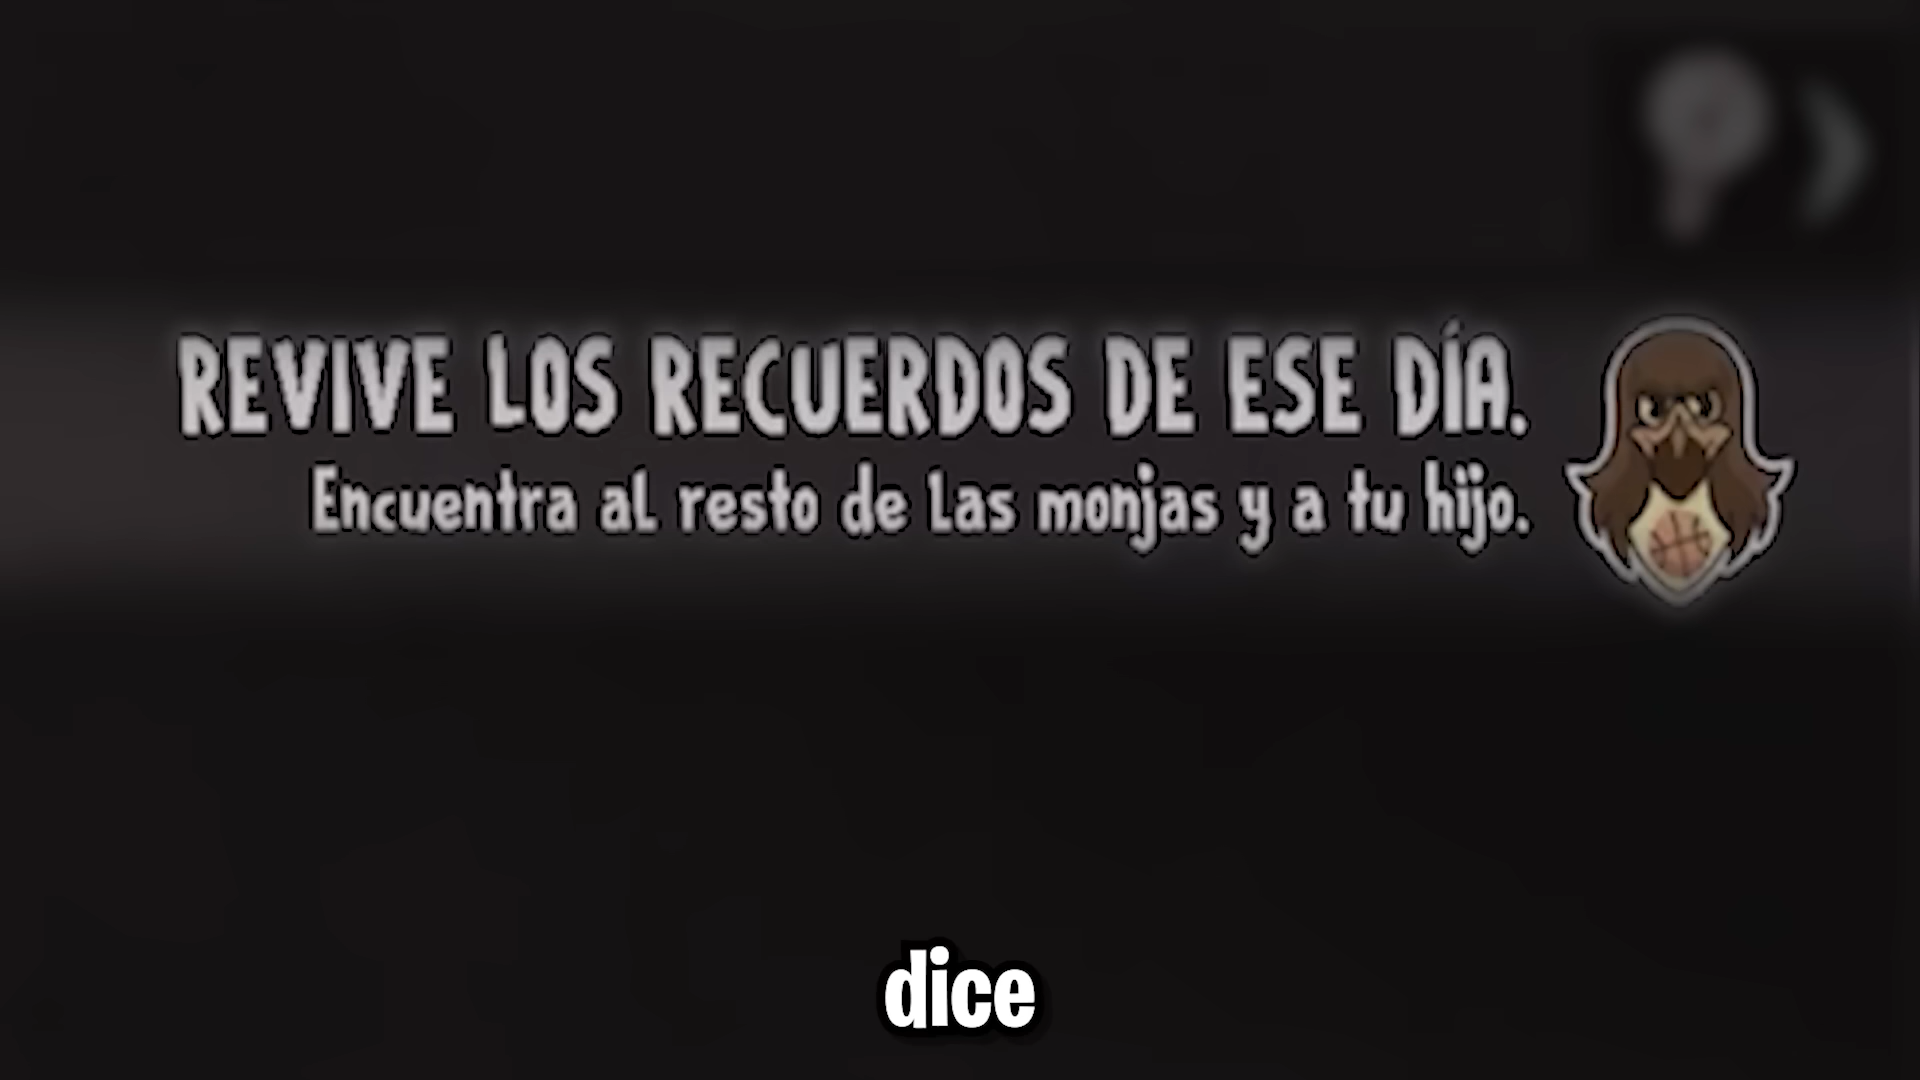 REVIVE LOS RECUERDOS DE ESE DÍA.
Encuentra al resto de las monjas y a tu hijo.
dice